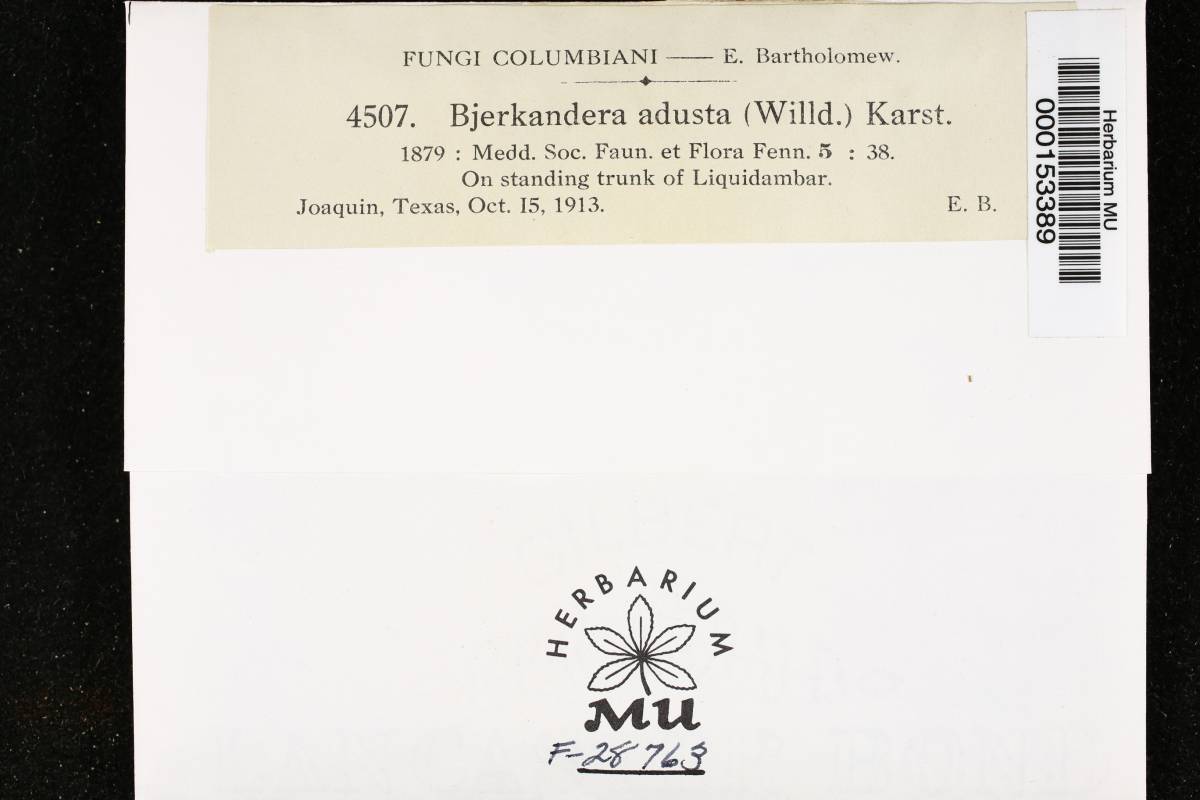 FUNGI COLUMBIANI — E. Bartholomew.
4507. Bjerkandera adusta (Willd.) Karst.
1879 : Medd. Soc. Faun. et Flora Fenn. 5 : 38.
On standing trunk of Liquidambar.
Joaquin, Texas, Oct. 15, 1913. E. B.
Herbarium MU
000153389
HERBARIUM
MU
F-28763